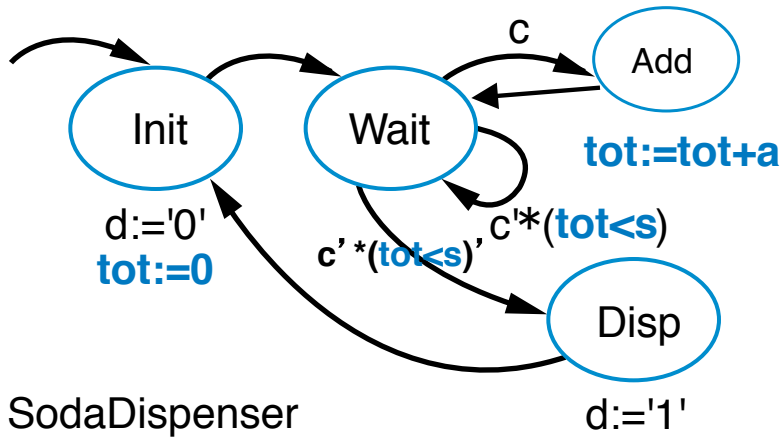 c
Add
Init
Wait
tot:=tot+a
d:='0'
c'*(tot<s)
tot:=0
c’ *(tot<s)’
Disp
SodaDispenser
d:='1'